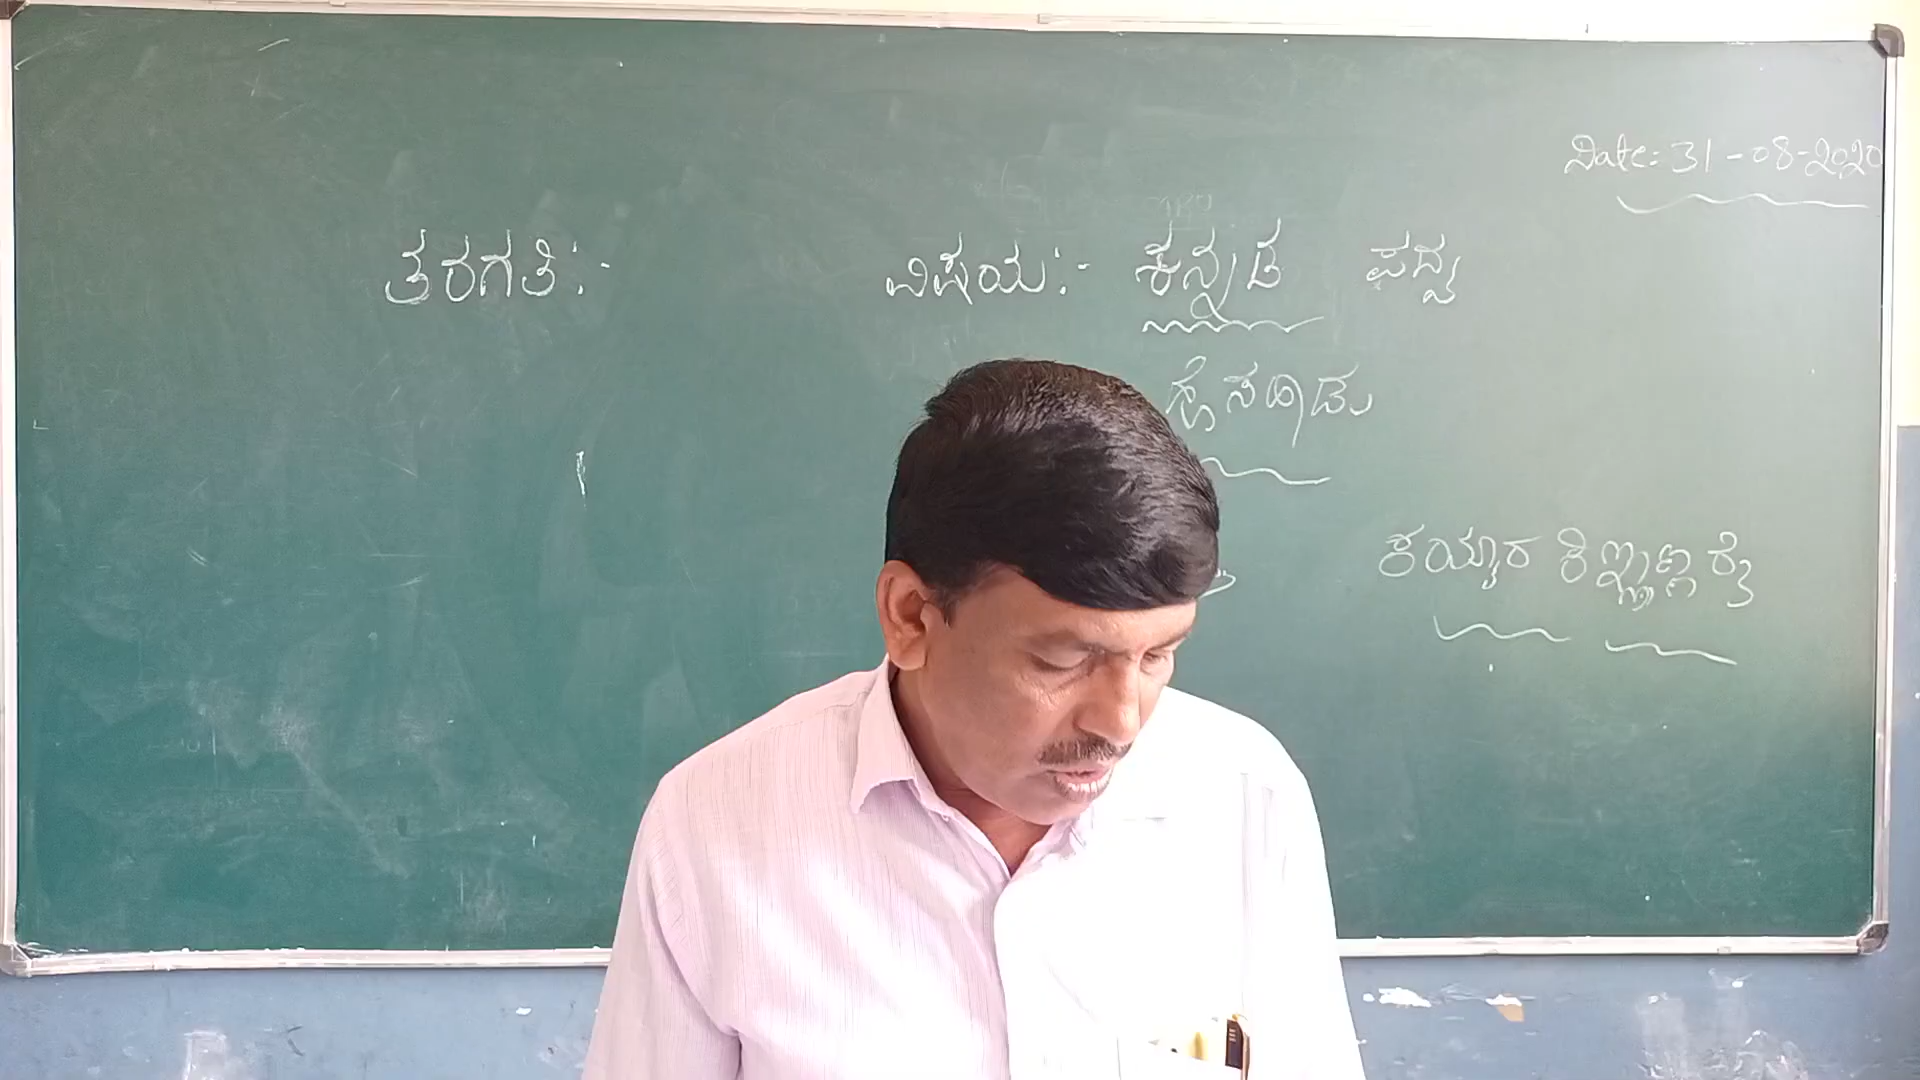 Date: 31-08-2020
ತರಗತಿ:- ವಿಷಯ:- ಕನ್ನಡ ಪದ್ಯ
ಹಾಡು
ಕಯ್ಯಾರ ಕಿಞ್ಞಣ್ಣ ರೈ